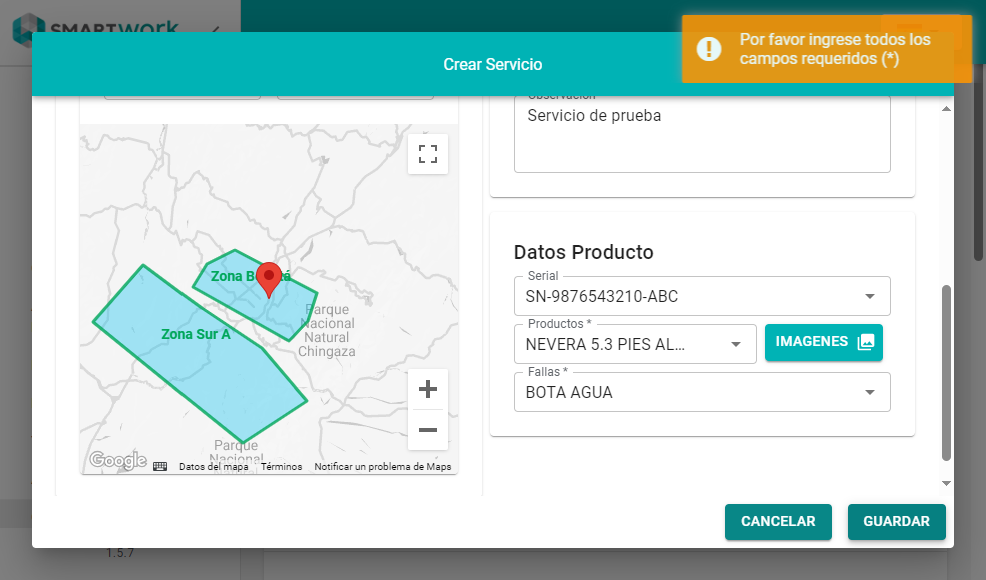 SMARTWORK
Por favor ingrese todos los
campos requeridos (*)
Crear Servicio
Observación
Servicio de prueba
Zona Bogotá
Zona Sur A
Parque
Nacional
Natural
Chingaza
Parque
Nacional
Google
Datos del mapa
Términos
Notificar un problema de Maps
Datos Producto
Serial
SN-9876543210-ABC
Productos *
NEVERA 5.3 PIES AL...
IMAGENES
Fallas *
BOTA AGUA
CANCELAR
GUARDAR
1.5.7